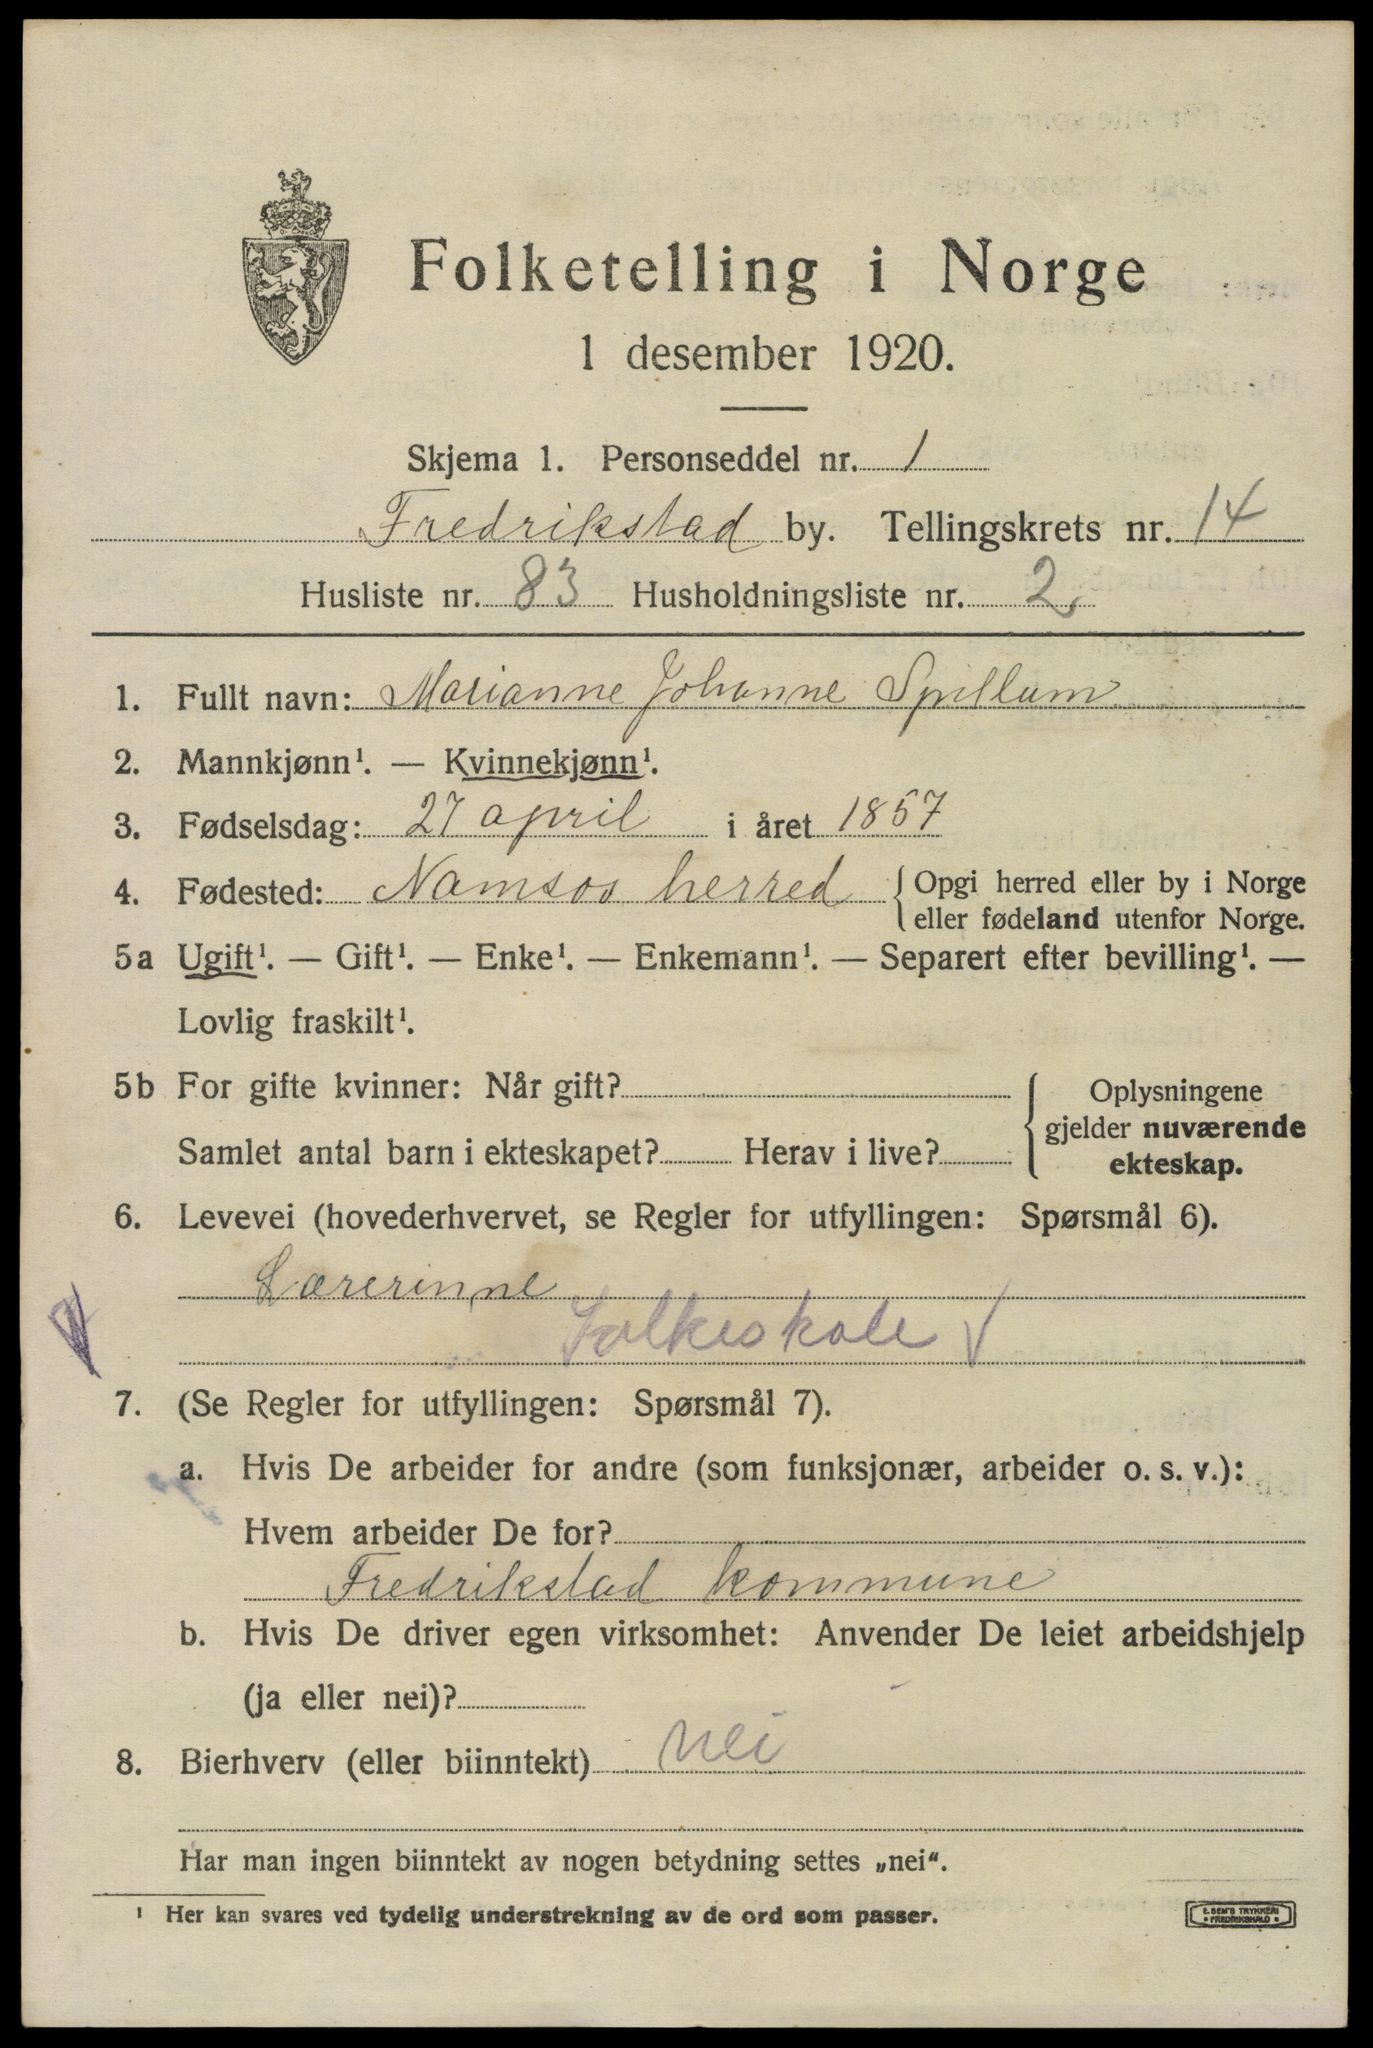 Folketelling i Norge
1 desember 1920.
Skjema 1. Personseddel nr. 1
Fredrikstad by. Tellingskrets nr. 14
Husliste nr. 83 Husholdningsliste nr. 2
1. Fullt navn: Marianne Johanne Spillum
2. Mannkjønn¹. — Kvinnekjønn¹.
3. Fødselsdag: 27 april i året 1857
4. Fødested: Namsos herred { Opgi herred eller by i Norge
eller fødeland utenfor Norge.
5a Ugift¹. — Gift¹. — Enke¹. — Enkemann¹. — Separert efter bevilling¹. —
Lovlig fraskilt¹.
5b For gifte kvinner: Når gift?
Samlet antal barn i ekteskapet? Herav i live?
Oplysningene
gjelder nuværende
ekteskap.
6. Levevei (hovederhvervet, se Regler for utfyllingen: Spørsmål 6).
Lærerinne
Folkeskole
7. (Se Regler for utfyllingen: Spørsmål 7).
a. Hvis De arbeider for andre (som funksjonær, arbeider o. s. v.):
Hvem arbeider De for?
Fredrikstad kommune
b. Hvis De driver egen virksomhet: Anvender De leiet arbeidshjelp
(ja eller nei)?
8. Bierhverv (eller biinntekt) nei
Har man ingen biinntekt av nogen betydning settes „nei“.
¹ Her kan svares ved tydelig understrekning av de ord som passer.
E. SEM'S TRYKKERI
• FREDRIKSHALD •